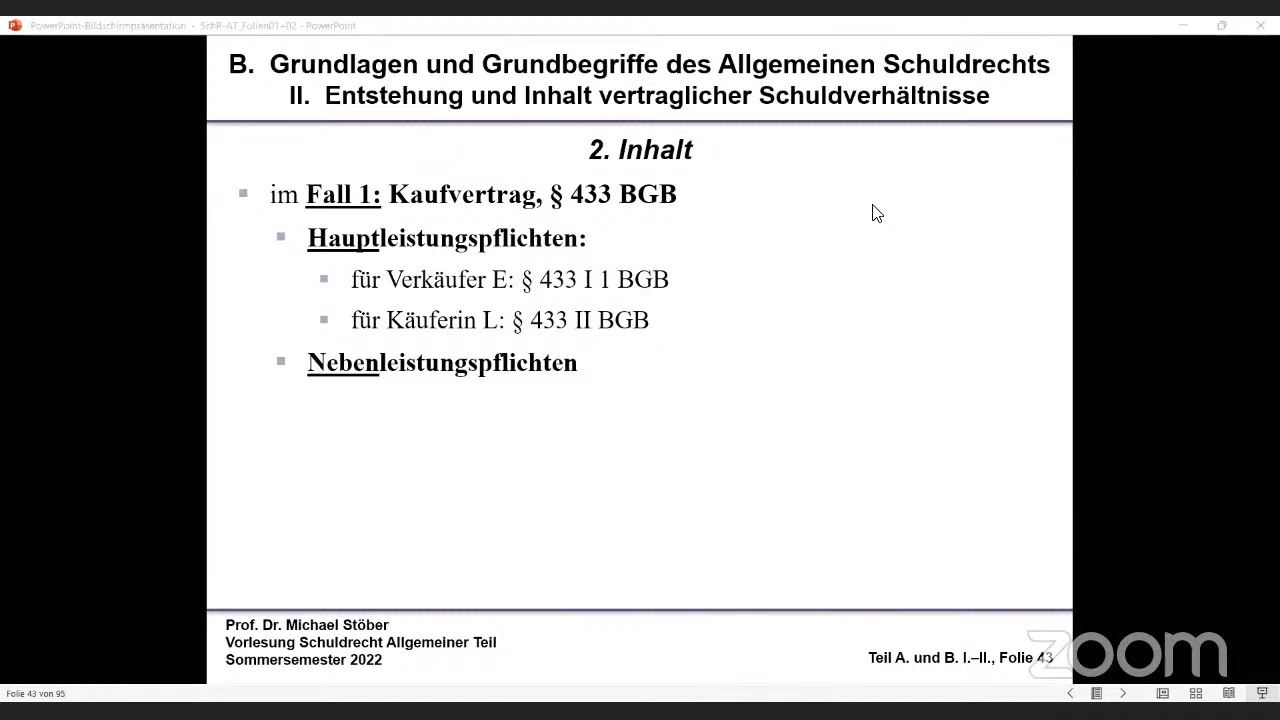 PowerPoint-Bildschirmpräsentation - SchR-AT_Folien01+02 - PowerPoint
B. Grundlagen und Grundbegriffe des Allgemeinen Schuldrechts
II. Entstehung und Inhalt vertraglicher Schuldverhältnisse
2. Inhalt
im Fall 1: Kaufvertrag, § 433 BGB
Hauptleistungspflichten:
für Verkäufer E: § 433 I 1 BGB
für Käuferin L: § 433 II BGB
Nebenleistungspflichten
Prof. Dr. Michael Stöber
Vorlesung Schuldrecht Allgemeiner Teil
Sommersemester 2022
Teil A. und B. I.–II., Folie 43
zoom
Folie 43 von 95